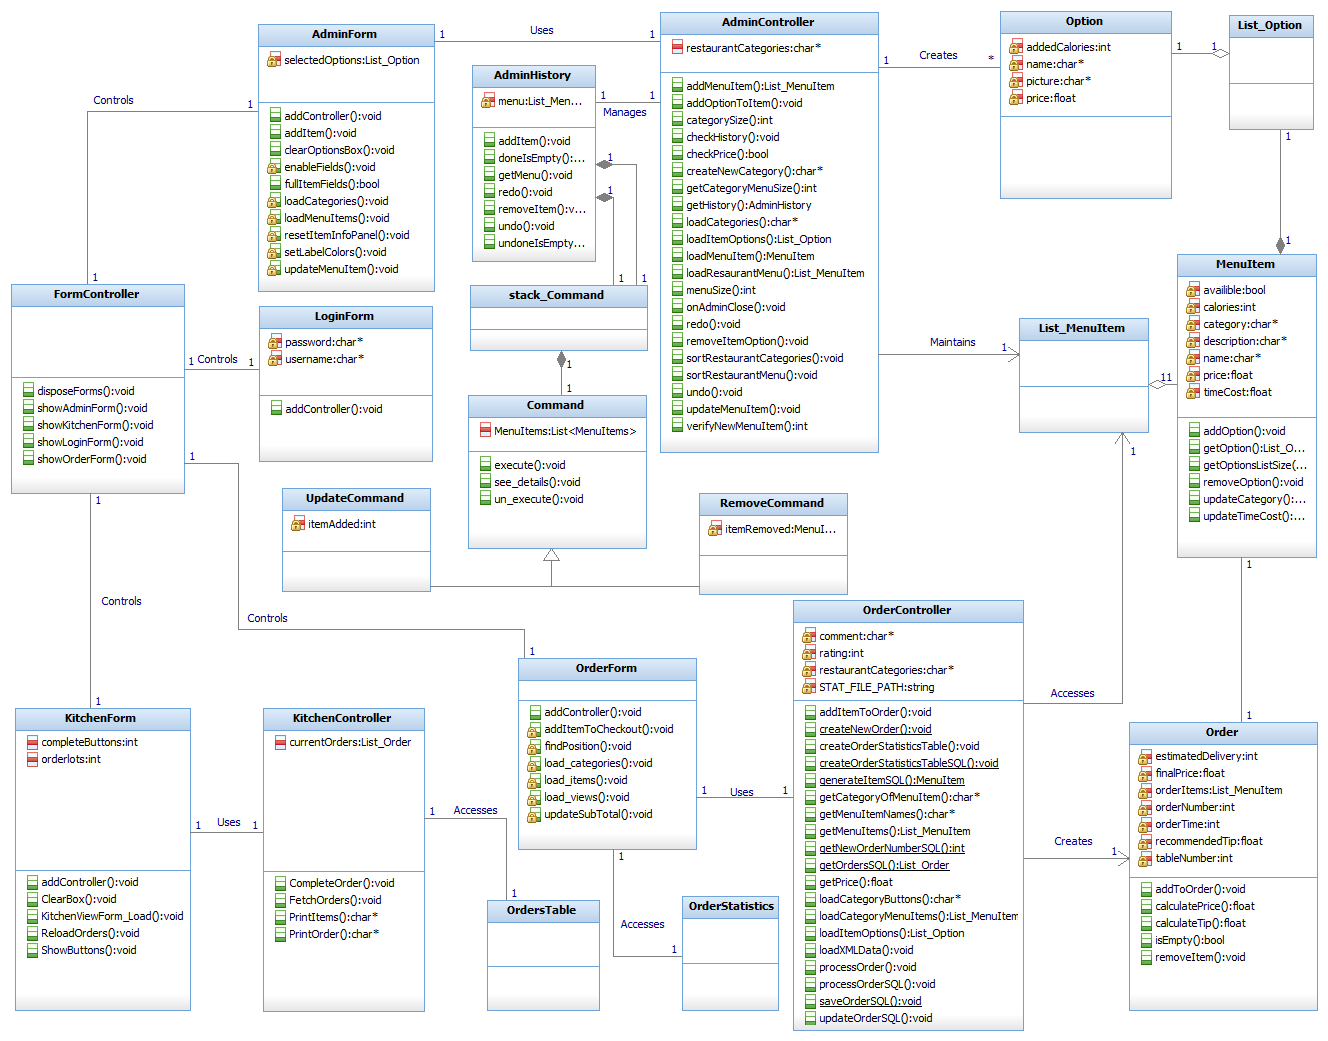 AdminForm
selectedOptions:List_Option
addController():void
addItem():void
clearOptionsBox():void
enableFields():void
fullItemFields():bool
loadCategories():void
loadMenuItems():void
resetItemInfoPanel():void
setLabelColors():void
updateMenuItem():void
1
Uses
1
AdminHistory
menu:List_Men...
addItem():void
doneIsEmpty():...
getMenu():void
redo():void
removeItem():v...
undo():void
undoneIsEmpty...
1
1
Manages
1
1
1
1
AdminController
restaurantCategories:char*
addMenuItem():List_MenuItem
addOptionToItem():void
categorySize():int
checkHistory():void
checkPrice():bool
createNewCategory():char*
getCategoryMenuSize():int
getHistory():AdminHistory
loadCategories():char*
loadItemOptions():List_Option
loadMenuItem():MenuItem
loadResaurantMenu():List_MenuItem
menuSize():int
onAdminClose():void
redo():void
removeItemOption():void
sortRestaurantCategories():void
sortRestaurantMenu():void
undo():void
updateMenuItem():void
verifyNewMenuItem():int
1
Creates
*
Option
addedCalories:int
name:char*
picture:char*
price:float
1
1
List_Option
1
1
Controls
1
1
FormController
disposeForms():void
showAdminForm():void
showKitchenForm():void
showLoginForm():void
showOrderForm():void
1 Controls 1
LoginForm
password:char*
username:char*
addController():void
stack_Command
1
1
Command
MenuItems:List<MenuItems>
execute():void
see_details():void
un_execute():void
Maintains
1
List_MenuItem
11
MenuItem
availible:bool
calories:int
category:char*
description:char*
name:char*
price:float
timeCost:float
addOption():void
getOption():List_O...
getOptionsListSize(...
removeOption():void
updateCategory():...
updateTimeCost():...
UpdateCommand
itemAdded:int
RemoveCommand
itemRemoved:MenuI...
1
1
1
1
Controls
Controls
1
1
Accesses
1
1
KitchenForm
completeButtons:int
orderlots:int
addController():void
ClearBox():void
KitchenViewForm_Load():void
ReloadOrders():void
ShowButtons():void
1 Uses 1
KitchenController
currentOrders:List_Order
CompleteOrder():void
FetchOrders():void
PrintItems():char*
PrintOrder():char*
1 Accesses
1
OrdersTable
OrderForm
addController():void
addItemToCheckout():void
findPosition():void
load_categories():void
load_items():void
load_views():void
updateSubTotal():void
1
Accesses
1
OrderStatistics
1 Uses 1
OrderController
comment:char*
rating:int
restaurantCategories:char*
STAT_FILE_PATH:string
addItemToOrder():void
createNewOrder():void
createOrderStatisticsTable():void
createOrderStatisticsTableSQL():void
generateItemSQL():MenuItem
getCategoryOfMenuItem():char*
getMenuItemNames():char*
getMenuItems():List_MenuItem
getNewOrderNumberSQL():int
getOrdersSQL():List_Order
getPrice():float
loadCategoryButtons():char*
loadCategoryMenuItems():List_MenuItem
loadItemOptions():List_Option
loadXMLData():void
processOrder():void
processOrderSQL():void
saveOrderSQL():void
updateOrderSQL():void
Creates
1
Order
estimatedDelivery:int
finalPrice:float
orderItems:List_MenuItem
orderNumber:int
orderTime:int
recommendedTip:float
tableNumber:int
addToOrder():void
calculatePrice():float
calculateTip():float
isEmpty():bool
removeItem():void